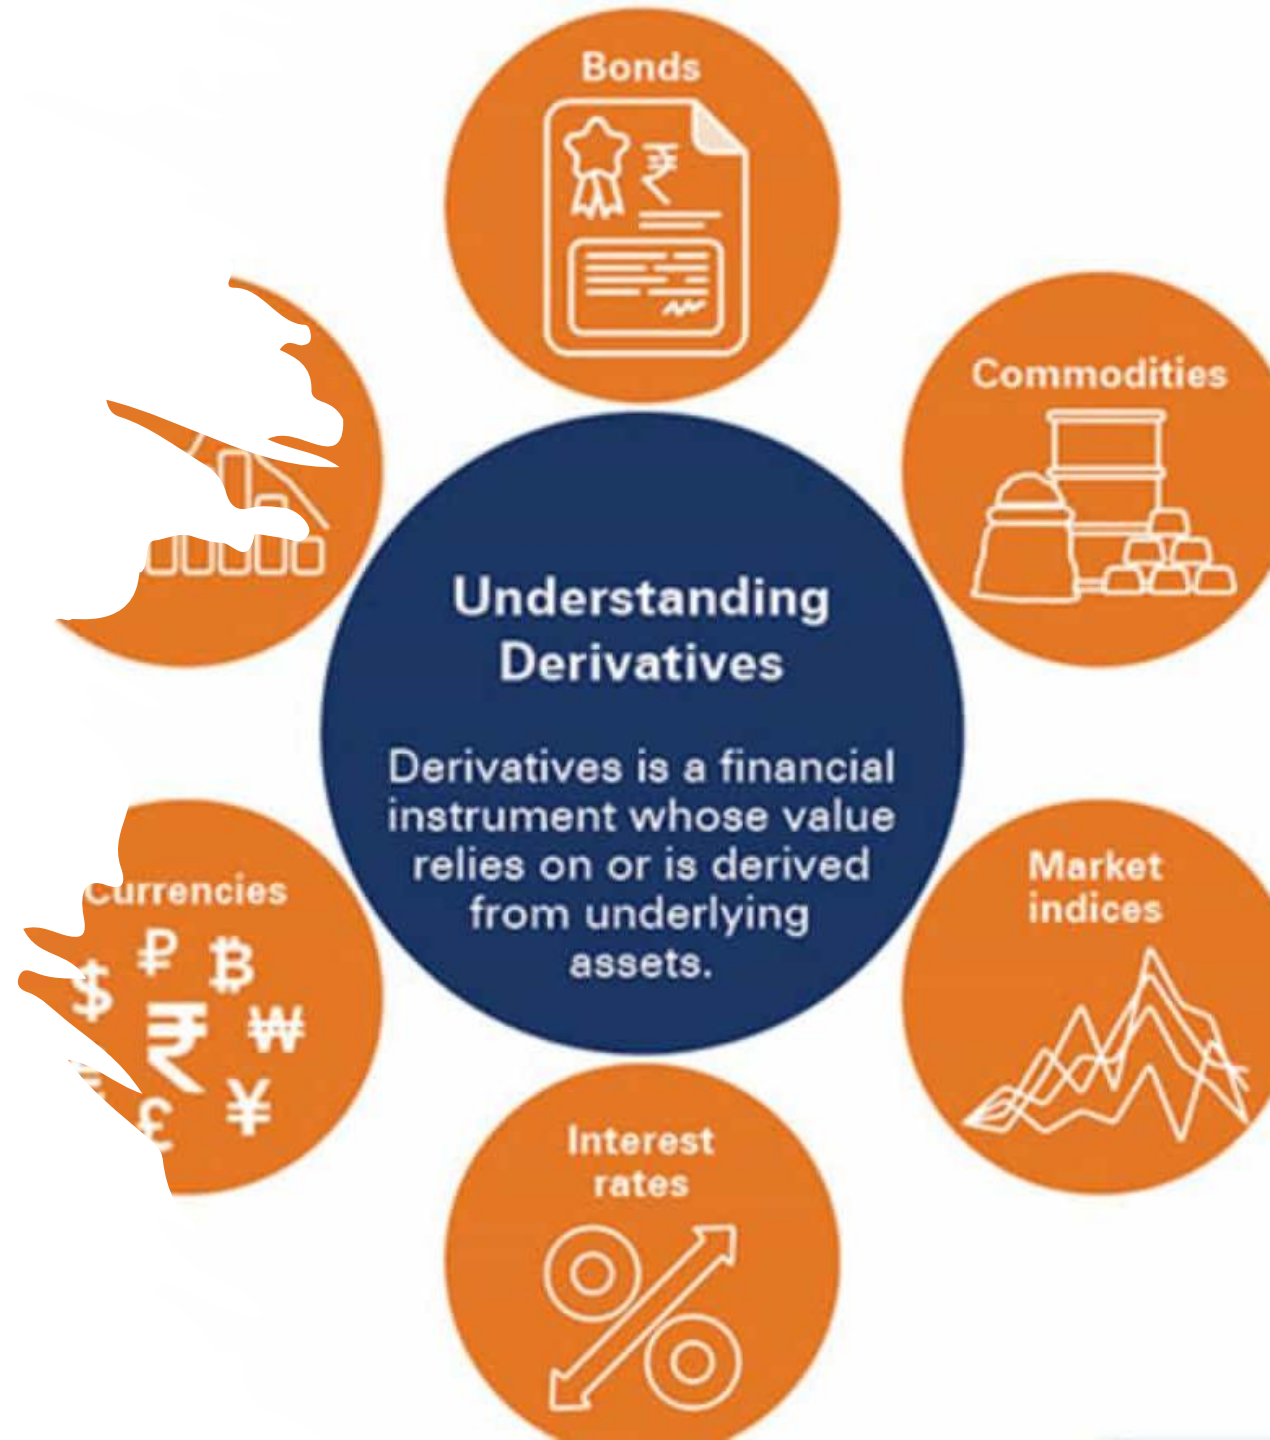 Bonds
Commodities
Understanding
Derivatives
Derivatives is a financial
instrument whose value
relies on or is derived
from underlying
assets.
Currencies
₽ ₿
$
₹ ₩
£ ¥
Market
indices
Interest
rates
₹